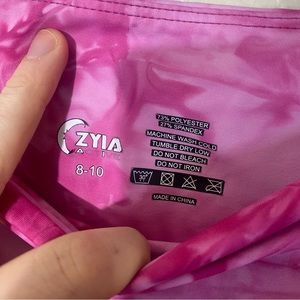 ZYIA
8-10
73% POLYESTER
27% SPANDEX
MACHINE WASH COLD
TUMBLE DRY LOW
DO NOT BLEACH
DO NOT IRON
30°
MADE IN CHINA